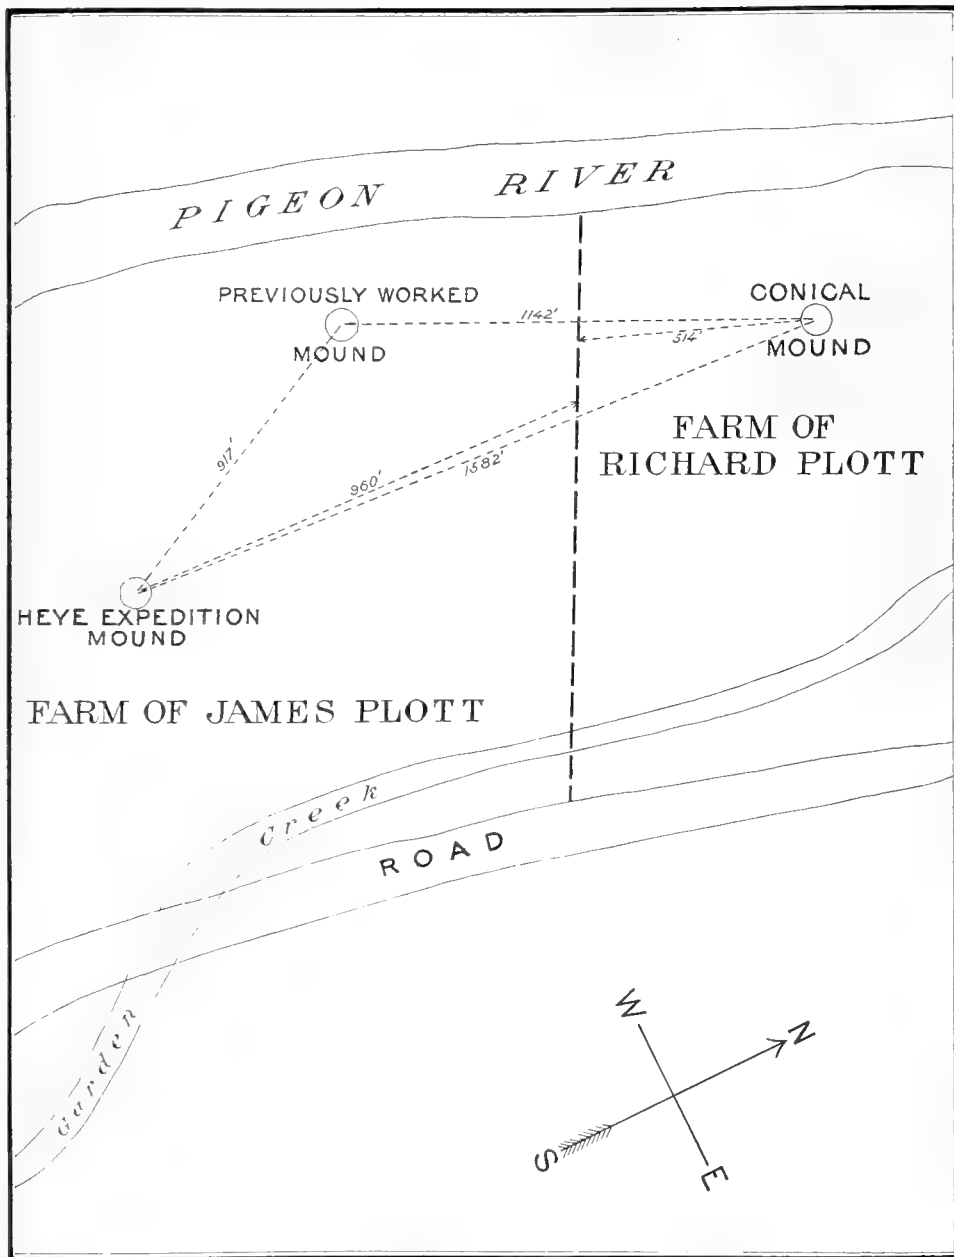 PIGEON RIVER
PREVIOUSLY WORKED
MOUND
CONICAL
MOUND
1142'
514'
917'
960'
1582'
FARM OF
RICHARD PLOTT
HEYE EXPEDITION
MOUND
FARM OF JAMES PLOTT
Garden Creek
ROAD
W
N
S
E